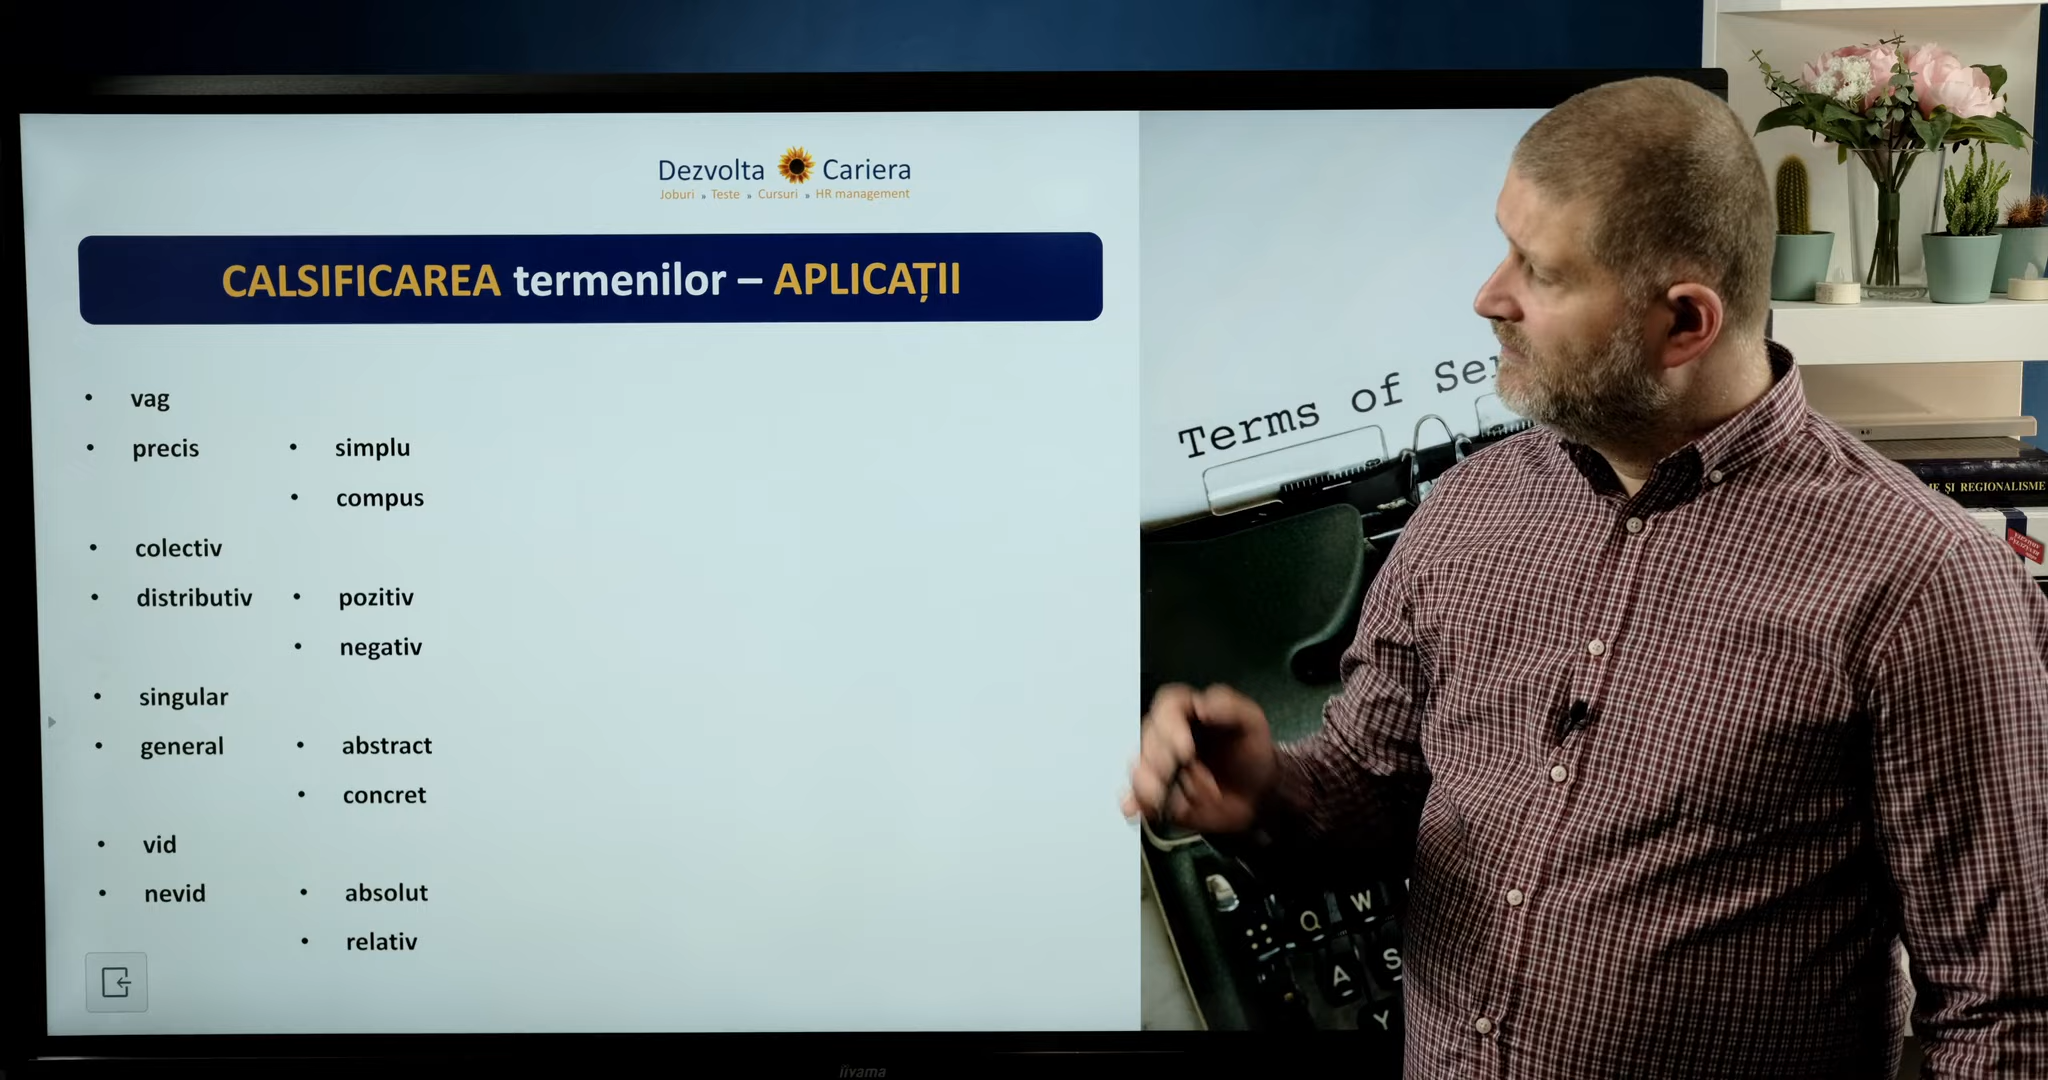 Dezvolta Cariera
Joburi » Teste » Cursuri » HR management
CALSIFICAREA termenilor – APLICAȚII
• vag
• precis
• simplu
• compus
• colectiv
• distributiv
• pozitiv
• negativ
• singular
• general
• abstract
• concret
• vid
• nevid
• absolut
• relativ
Terms of
Q W
A S
Y
ȘI REGIONALISME
iiyama